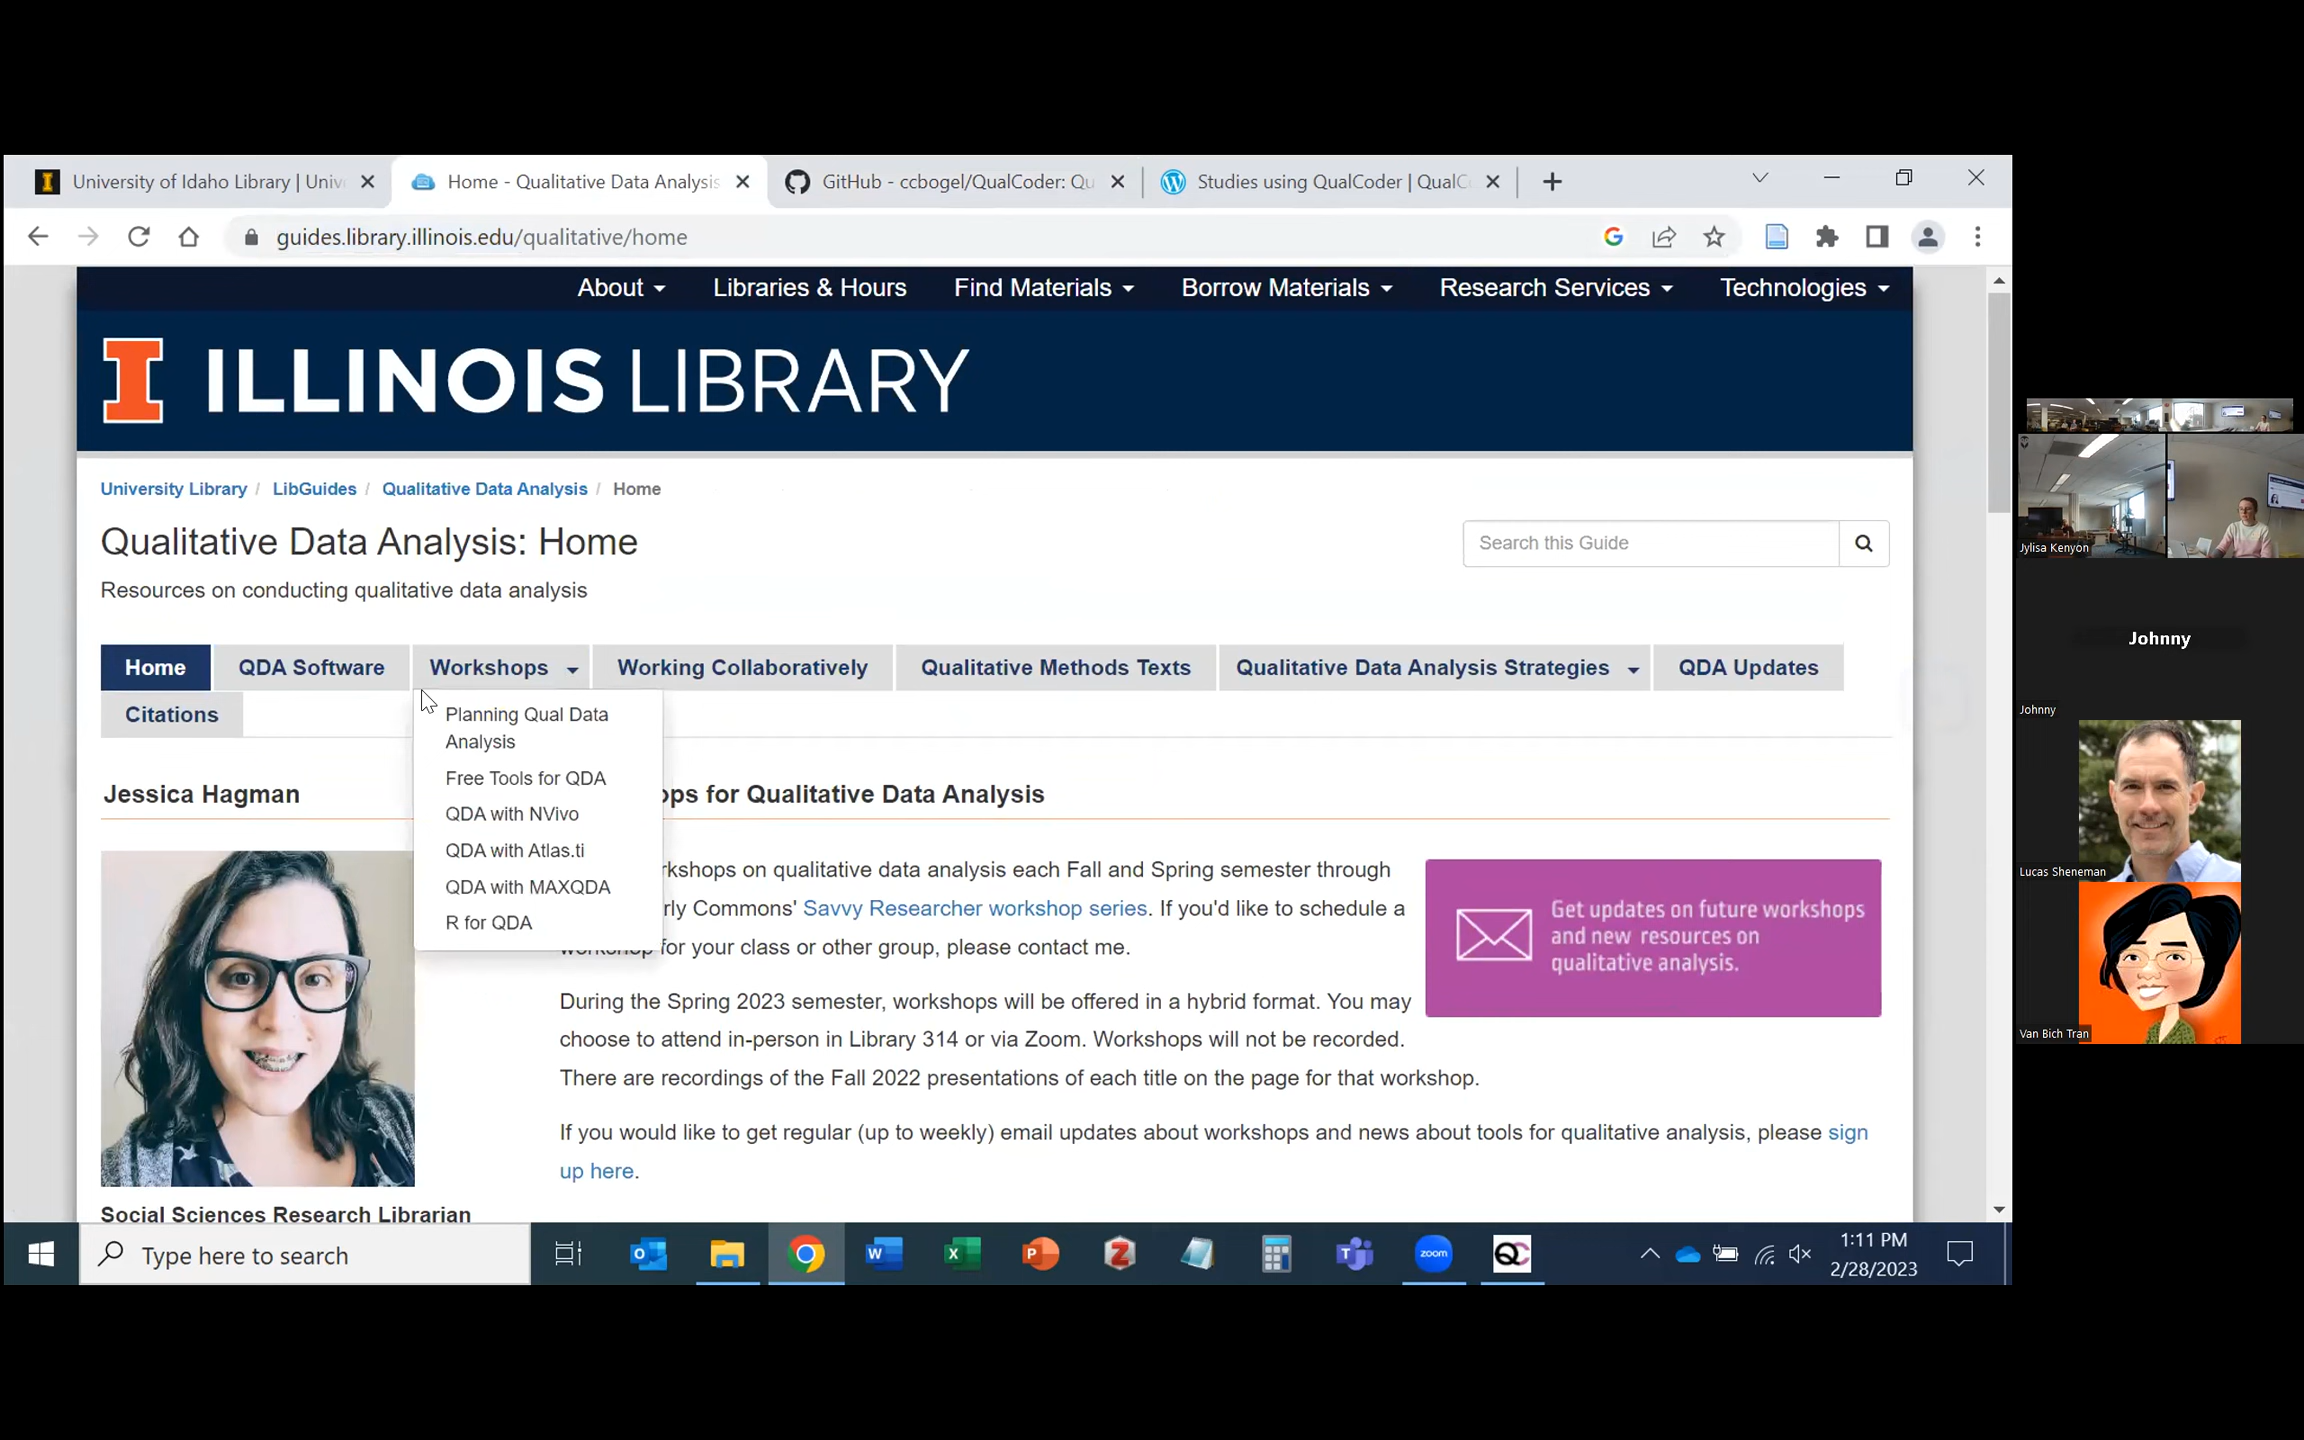 University of Idaho Library | Univ
Home - Qualitative Data Analysis
GitHub - ccbogel/QualCoder: Qu
Studies using QualCoder | QualC
guides.library.illinois.edu/qualitative/home
About
Libraries & Hours
Find Materials
Borrow Materials
Research Services
Technologies
I ILLINOIS LIBRARY
University Library / LibGuides / Qualitative Data Analysis / Home
Qualitative Data Analysis: Home
Search this Guide
Resources on conducting qualitative data analysis
Home
QDA Software
Workshops
Working Collaboratively
Qualitative Methods Texts
Qualitative Data Analysis Strategies
QDA Updates
Citations
Planning Qual Data
Analysis
Free Tools for QDA
QDA with NVivo
QDA with Atlas.ti
QDA with MAXQDA
R for QDA
Jessica Hagman
ps for Qualitative Data Analysis
rkshops on qualitative data analysis each Fall and Spring semester through
rly Commons' Savvy Researcher workshop series. If you'd like to schedule a
workshop for your class or other group, please contact me.
Get updates on future workshops
and new resources on
qualitative analysis.
During the Spring 2023 semester, workshops will be offered in a hybrid format. You may
choose to attend in-person in Library 314 or via Zoom. Workshops will not be recorded.
There are recordings of the Fall 2022 presentations of each title on the page for that workshop.
If you would like to get regular (up to weekly) email updates about workshops and news about tools for qualitative analysis, please sign
up here.
Social Sciences Research Librarian
Type here to search
zoom
QC
1:11 PM
2/28/2023
Jylisa Kenyon
Johnny
Johnny
Lucas Sheneman
Van Bich Tran